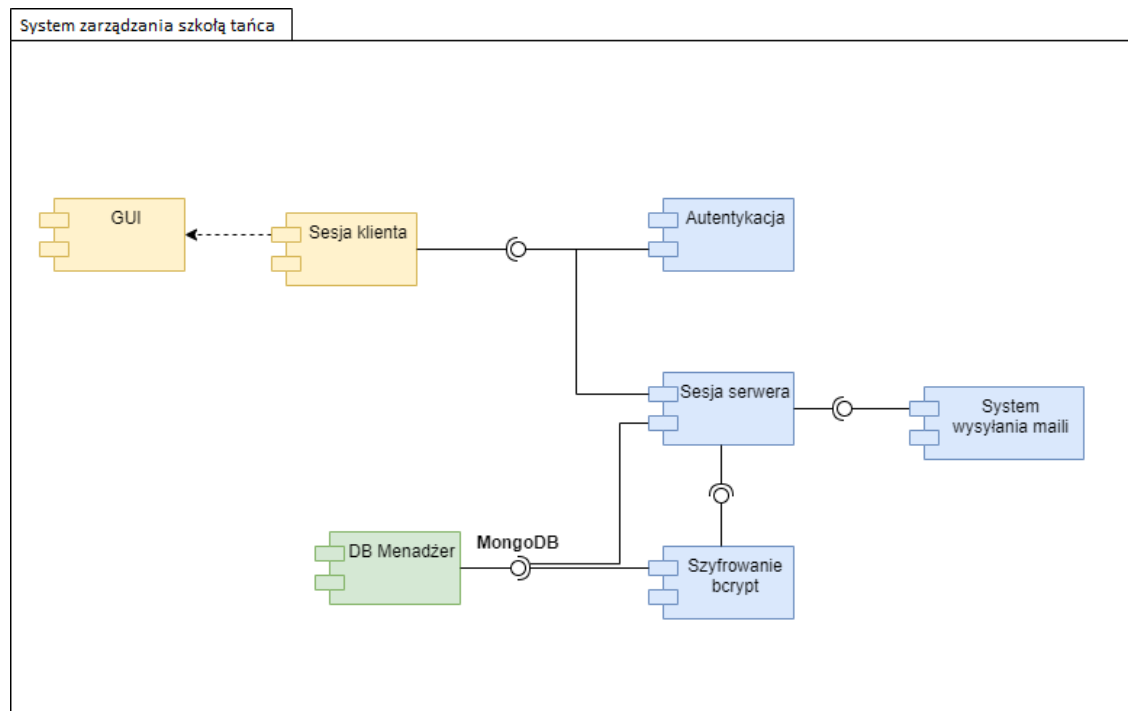 System zarządzania szkołą tańca
GUI
Sesja klienta
Autentykacja
Sesja serwera
System
wysyłania maili
DB Menadżer
MongoDB
Szyfrowanie
bcrypt